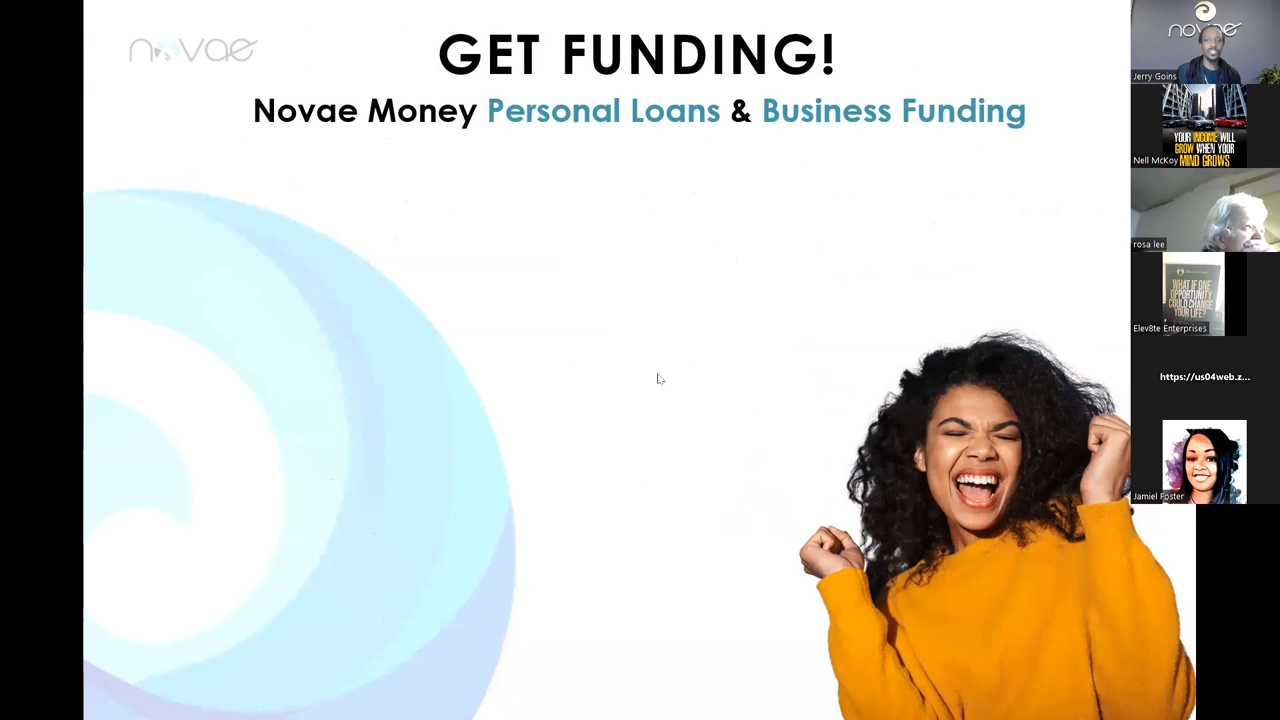 novae
GET FUNDING!
Novae Money Personal Loans & Business Funding
novae
Jerry Goins
YOUR INCOME WILL
GROW WHEN YOUR
MIND GROWS
Nell McKoy
rosa lee
WHAT IF ONE
OPPORTUNITY
COULD CHANGE
YOUR LIFE?
Elev8te Enterprises
https://us04web.z...
Jamiel Foster